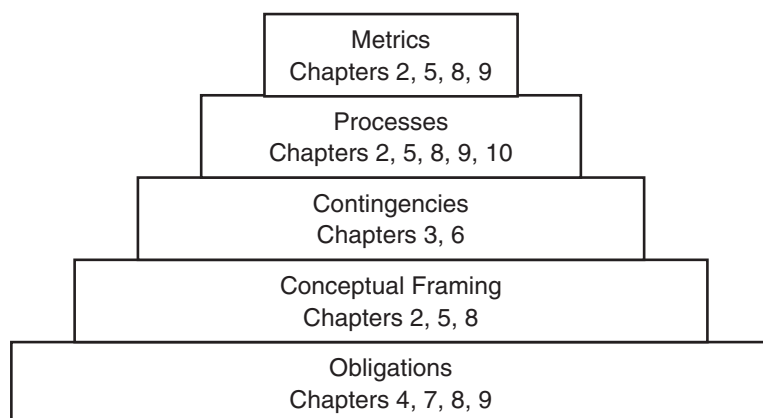 Metrics
Chapters 2, 5, 8, 9
Processes
Chapters 2, 5, 8, 9, 10
Contingencies
Chapters 3, 6
Conceptual Framing
Chapters 2, 5, 8
Obligations
Chapters 4, 7, 8, 9